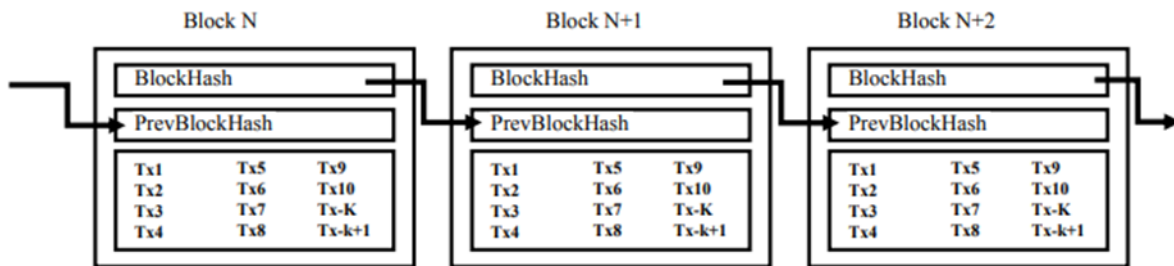 Block N
Block N+1
Block N+2
BlockHash
BlockHash
BlockHash
PrevBlockHash
PrevBlockHash
PrevBlockHash
Tx1 Tx5 Tx9
Tx2 Tx6 Tx10
Tx3 Tx7 Tx-K
Tx4 Tx8 Tx-k+1
Tx1 Tx5 Tx9
Tx2 Tx6 Tx10
Tx3 Tx7 Tx-K
Tx4 Tx8 Tx-k+1
Tx1 Tx5 Tx9
Tx2 Tx6 Tx10
Tx3 Tx7 Tx-K
Tx4 Tx8 Tx-k+1